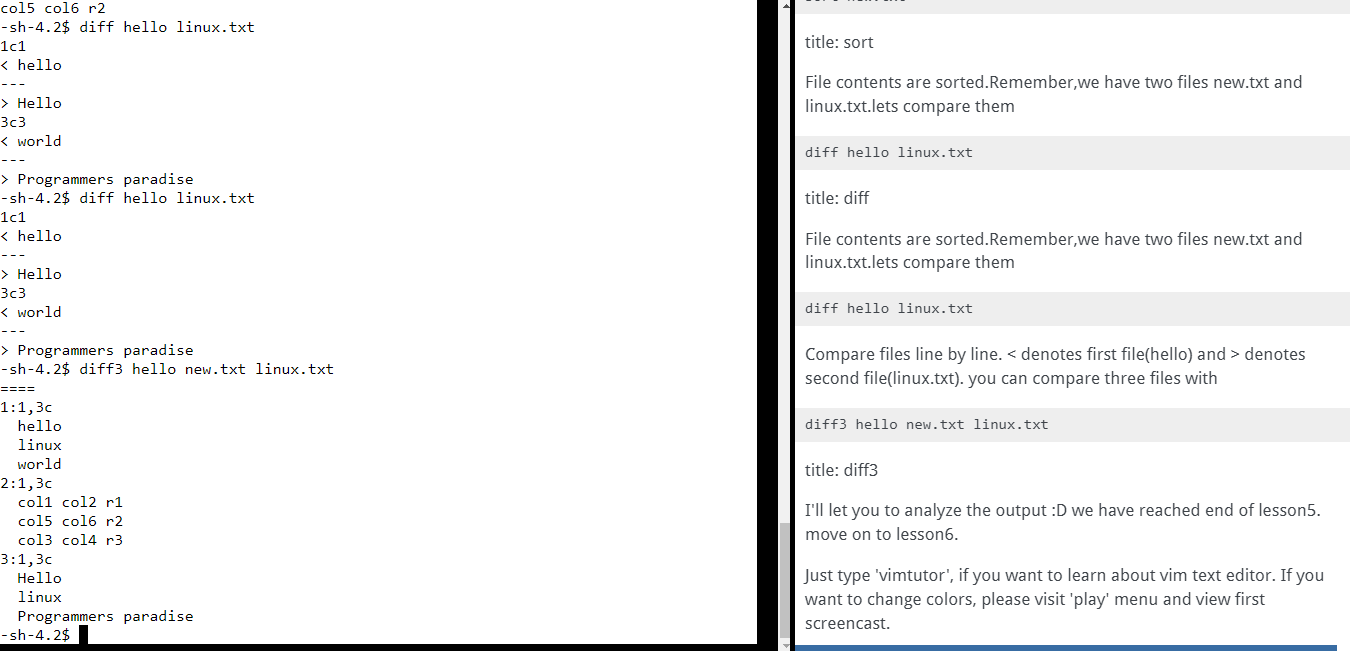 col5 col6 r2
-sh-4.2$ diff hello linux.txt
1c1
< hello
---
> Hello
3c3
< world
---
> Programmers paradise
-sh-4.2$ diff hello linux.txt
1c1
< hello
---
> Hello
3c3
< world
---
> Programmers paradise
-sh-4.2$ diff3 hello new.txt linux.txt
====
1:1,3c
  hello
  linux
  world
2:1,3c
  col1 col2 r1
  col5 col6 r2
  col3 col4 r3
3:1,3c
  Hello
  linux
  Programmers paradise
-sh-4.2$
title: sort
File contents are sorted.Remember,we have two files new.txt and
linux.txt.lets compare them
diff hello linux.txt
title: diff
File contents are sorted.Remember,we have two files new.txt and
linux.txt.lets compare them
diff hello linux.txt
Compare files line by line. < denotes first file(hello) and > denotes
second file(linux.txt). you can compare three files with
diff3 hello new.txt linux.txt
title: diff3
I'll let you to analyze the output :D we have reached end of lesson5.
move on to lesson6.
Just type 'vimtutor', if you want to learn about vim text editor. If you
want to change colors, please visit 'play' menu and view first
screencast.